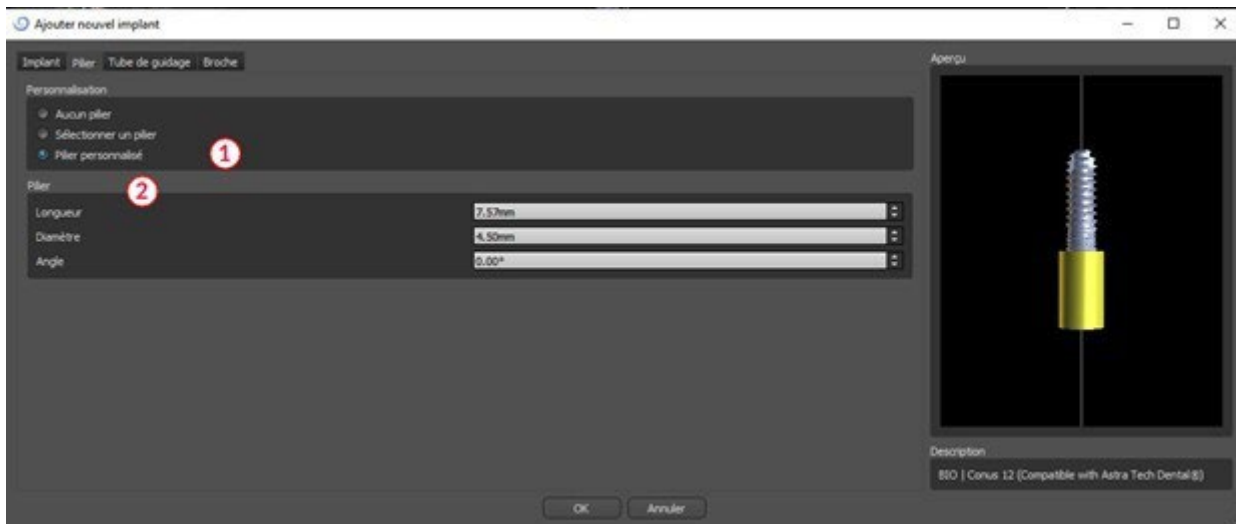 Ajouter nouvel implant
Implant Pilier Tube de guidage Broche
Aperçu
Personnalisation
Aucun pilier
Sélectionner un pilier
Pilier personnalisé
1
Pilier
2
Longueur 7.57mm
Diamètre 4.50mm
Angle 0.00°
Description
BIO | Conus 12 (Compatible with Astra Tech Dental®)
OK Annuler